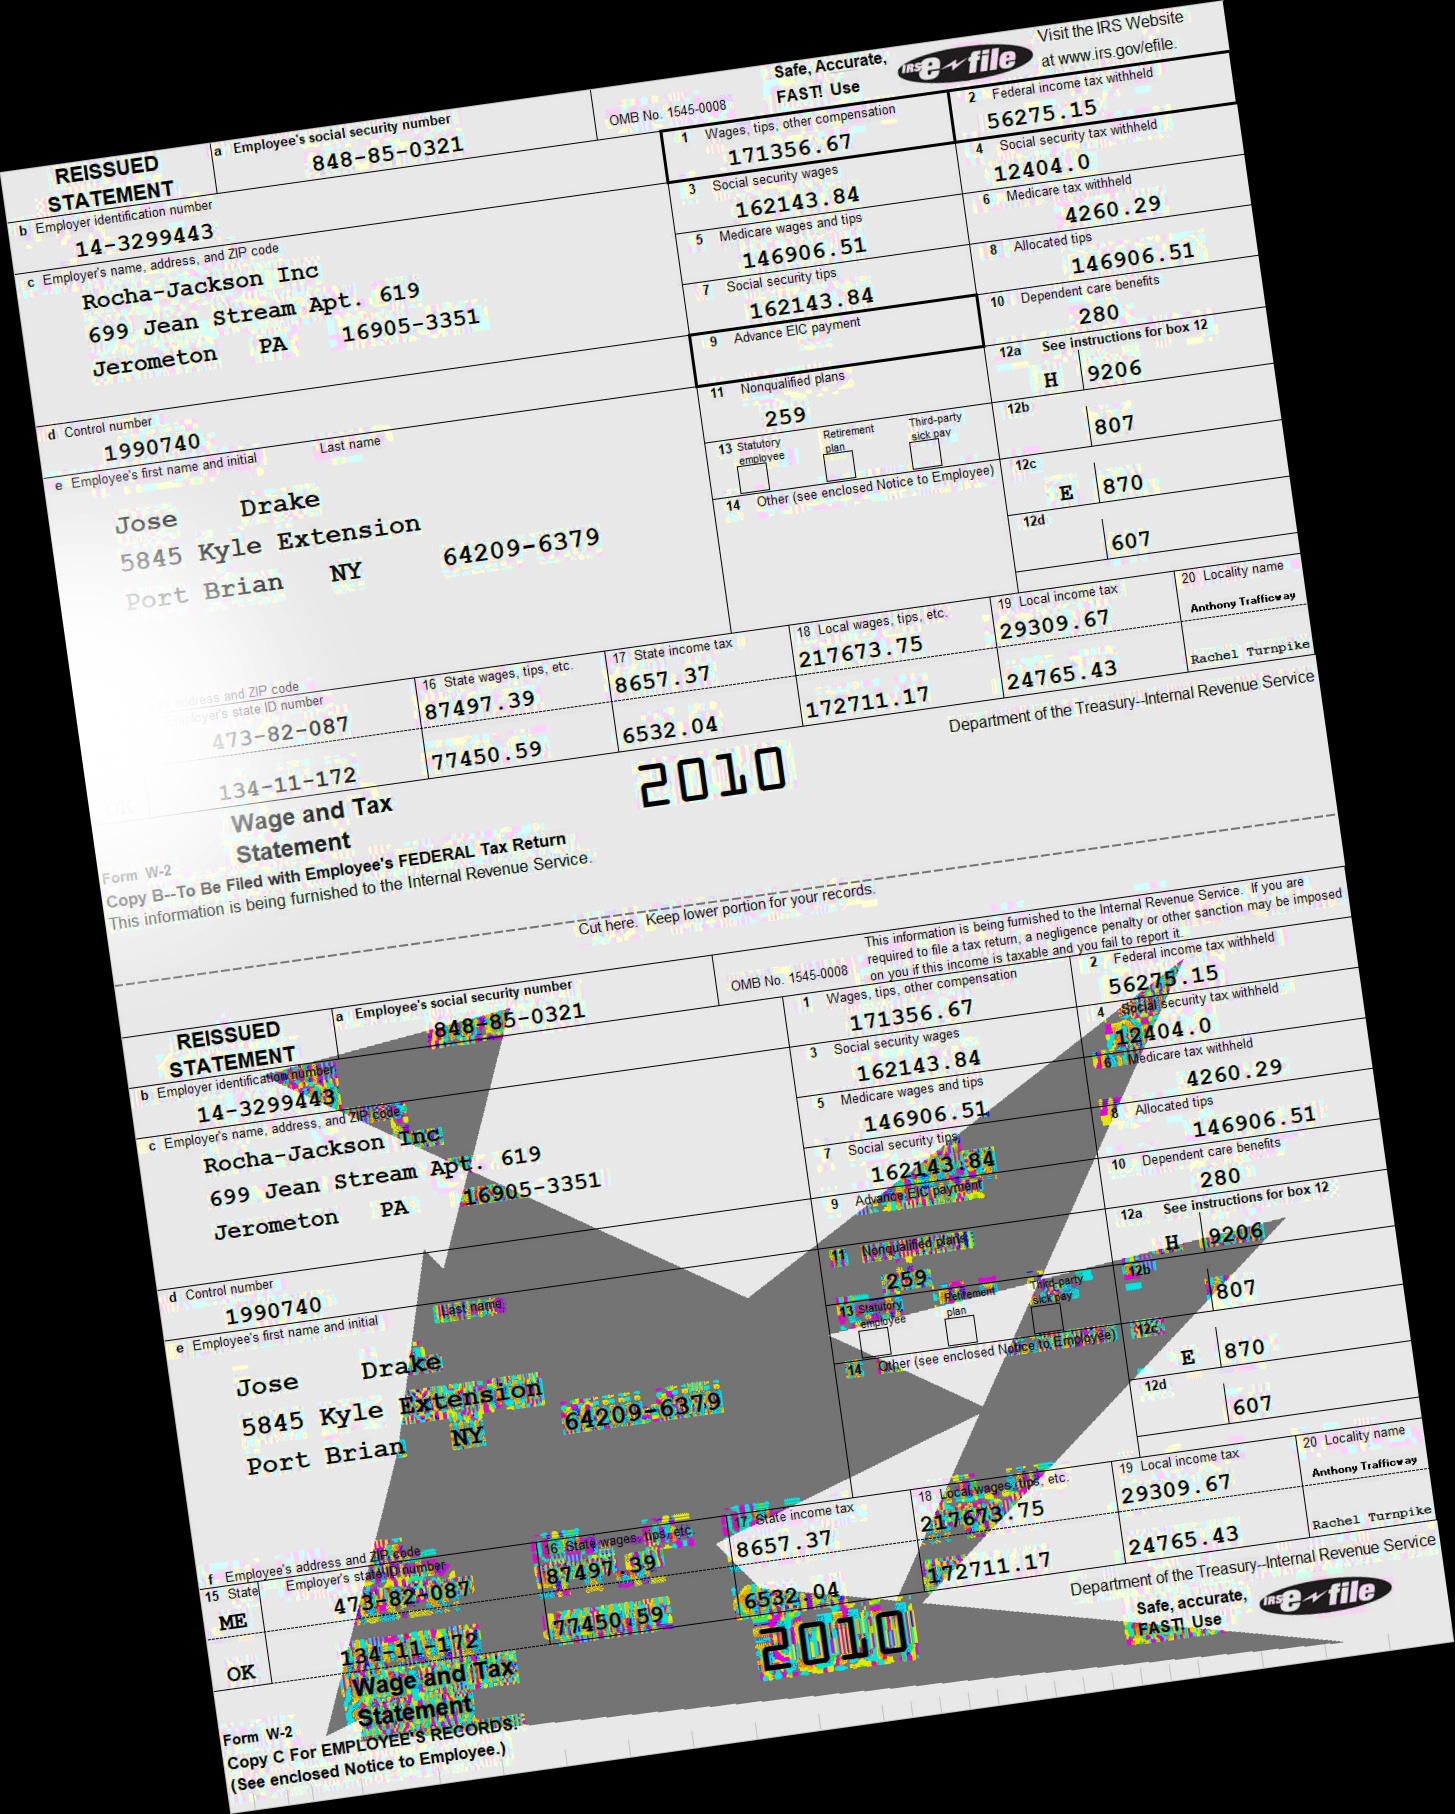 Safe, Accurate, FAST! Use IRS e-file Visit the IRS Website at www.irs.gov/efile.
REISSUED STATEMENT
a Employee's social security number
848-85-0321
OMB No. 1545-0008
1 Wages, tips, other compensation
171356.67
2 Federal income tax withheld
56275.15
3 Social security wages
162143.84
4 Social security tax withheld
12404.0
b Employer identification number
14-3299443
5 Medicare wages and tips
146906.51
6 Medicare tax withheld
4260.29
c Employer's name, address, and ZIP code
Rocha-Jackson Inc
699 Jean Stream Apt. 619
Jerometon PA 16905-3351
7 Social security tips
162143.84
8 Allocated tips
146906.51
9 Advance EIC payment
10 Dependent care benefits
280
11 Nonqualified plans
259
12a See instructions for box 12
H 9206
d Control number
1990740
13 Statutory employee Retirement plan Third-party sick pay
12b
807
e Employee's first name and initial Last name
Jose Drake
5845 Kyle Extension
Port Brian NY 64209-6379
14 Other (see enclosed Notice to Employee)
12c
E 870
12d
607
address and ZIP code
Employer's state ID number
16 State wages, tips, etc.
17 State income tax
18 Local wages, tips, etc.
19 Local income tax
20 Locality name
473-82-087 87497.39 8657.37 217673.75 29309.67 Anthony Trafficway
OK 134-11-172 77450.59 6532.04 172711.17 24765.43 Rachel Turnpike
Wage and Tax Statement
2010
Department of the Treasury--Internal Revenue Service
Form W-2
Copy B--To Be Filed with Employee's FEDERAL Tax Return
This information is being furnished to the Internal Revenue Service.
Cut here. Keep lower portion for your records.
This information is being furnished to the Internal Revenue Service. If you are
required to file a tax return, a negligence penalty or other sanction may be imposed
on you if this income is taxable and you fail to report it.
REISSUED STATEMENT
a Employee's social security number
848-85-0321
OMB No. 1545-0008
1 Wages, tips, other compensation
171356.67
2 Federal income tax withheld
56275.15
3 Social security wages
162143.84
4 Social security tax withheld
12404.0
b Employer identification number
14-3299443
5 Medicare wages and tips
146906.51
6 Medicare tax withheld
4260.29
c Employer's name, address, and ZIP code
Rocha-Jackson Inc
699 Jean Stream Apt. 619
Jerometon PA 16905-3351
7 Social security tips
162143.84
8 Allocated tips
146906.51
9 Advance EIC payment
10 Dependent care benefits
280
11 Nonqualified plans
259
12a See instructions for box 12
H 9206
d Control number
1990740
13 Statutory employee Retirement plan Third-party sick pay
12b
807
e Employee's first name and initial Last name
Jose Drake
5845 Kyle Extension
Port Brian NY 64209-6379
14 Other (see enclosed Notice to Employee)
12c
E 870
12d
607
f Employee's address and ZIP code
15 State Employer's state ID number
16 State wages, tips, etc.
17 State income tax
18 Local wages, tips, etc.
19 Local income tax
20 Locality name
ME 473-82-087 87497.39 8657.37 217673.75 29309.67 Anthony Trafficway
OK 134-11-172 77450.59 6532.04 172711.17 24765.43 Rachel Turnpike
Wage and Tax Statement
2010
Department of the Treasury--Internal Revenue Service
Safe, accurate, FAST! Use IRS e-file
Form W-2
Copy C For EMPLOYEE'S RECORDS.
(See enclosed Notice to Employee.)